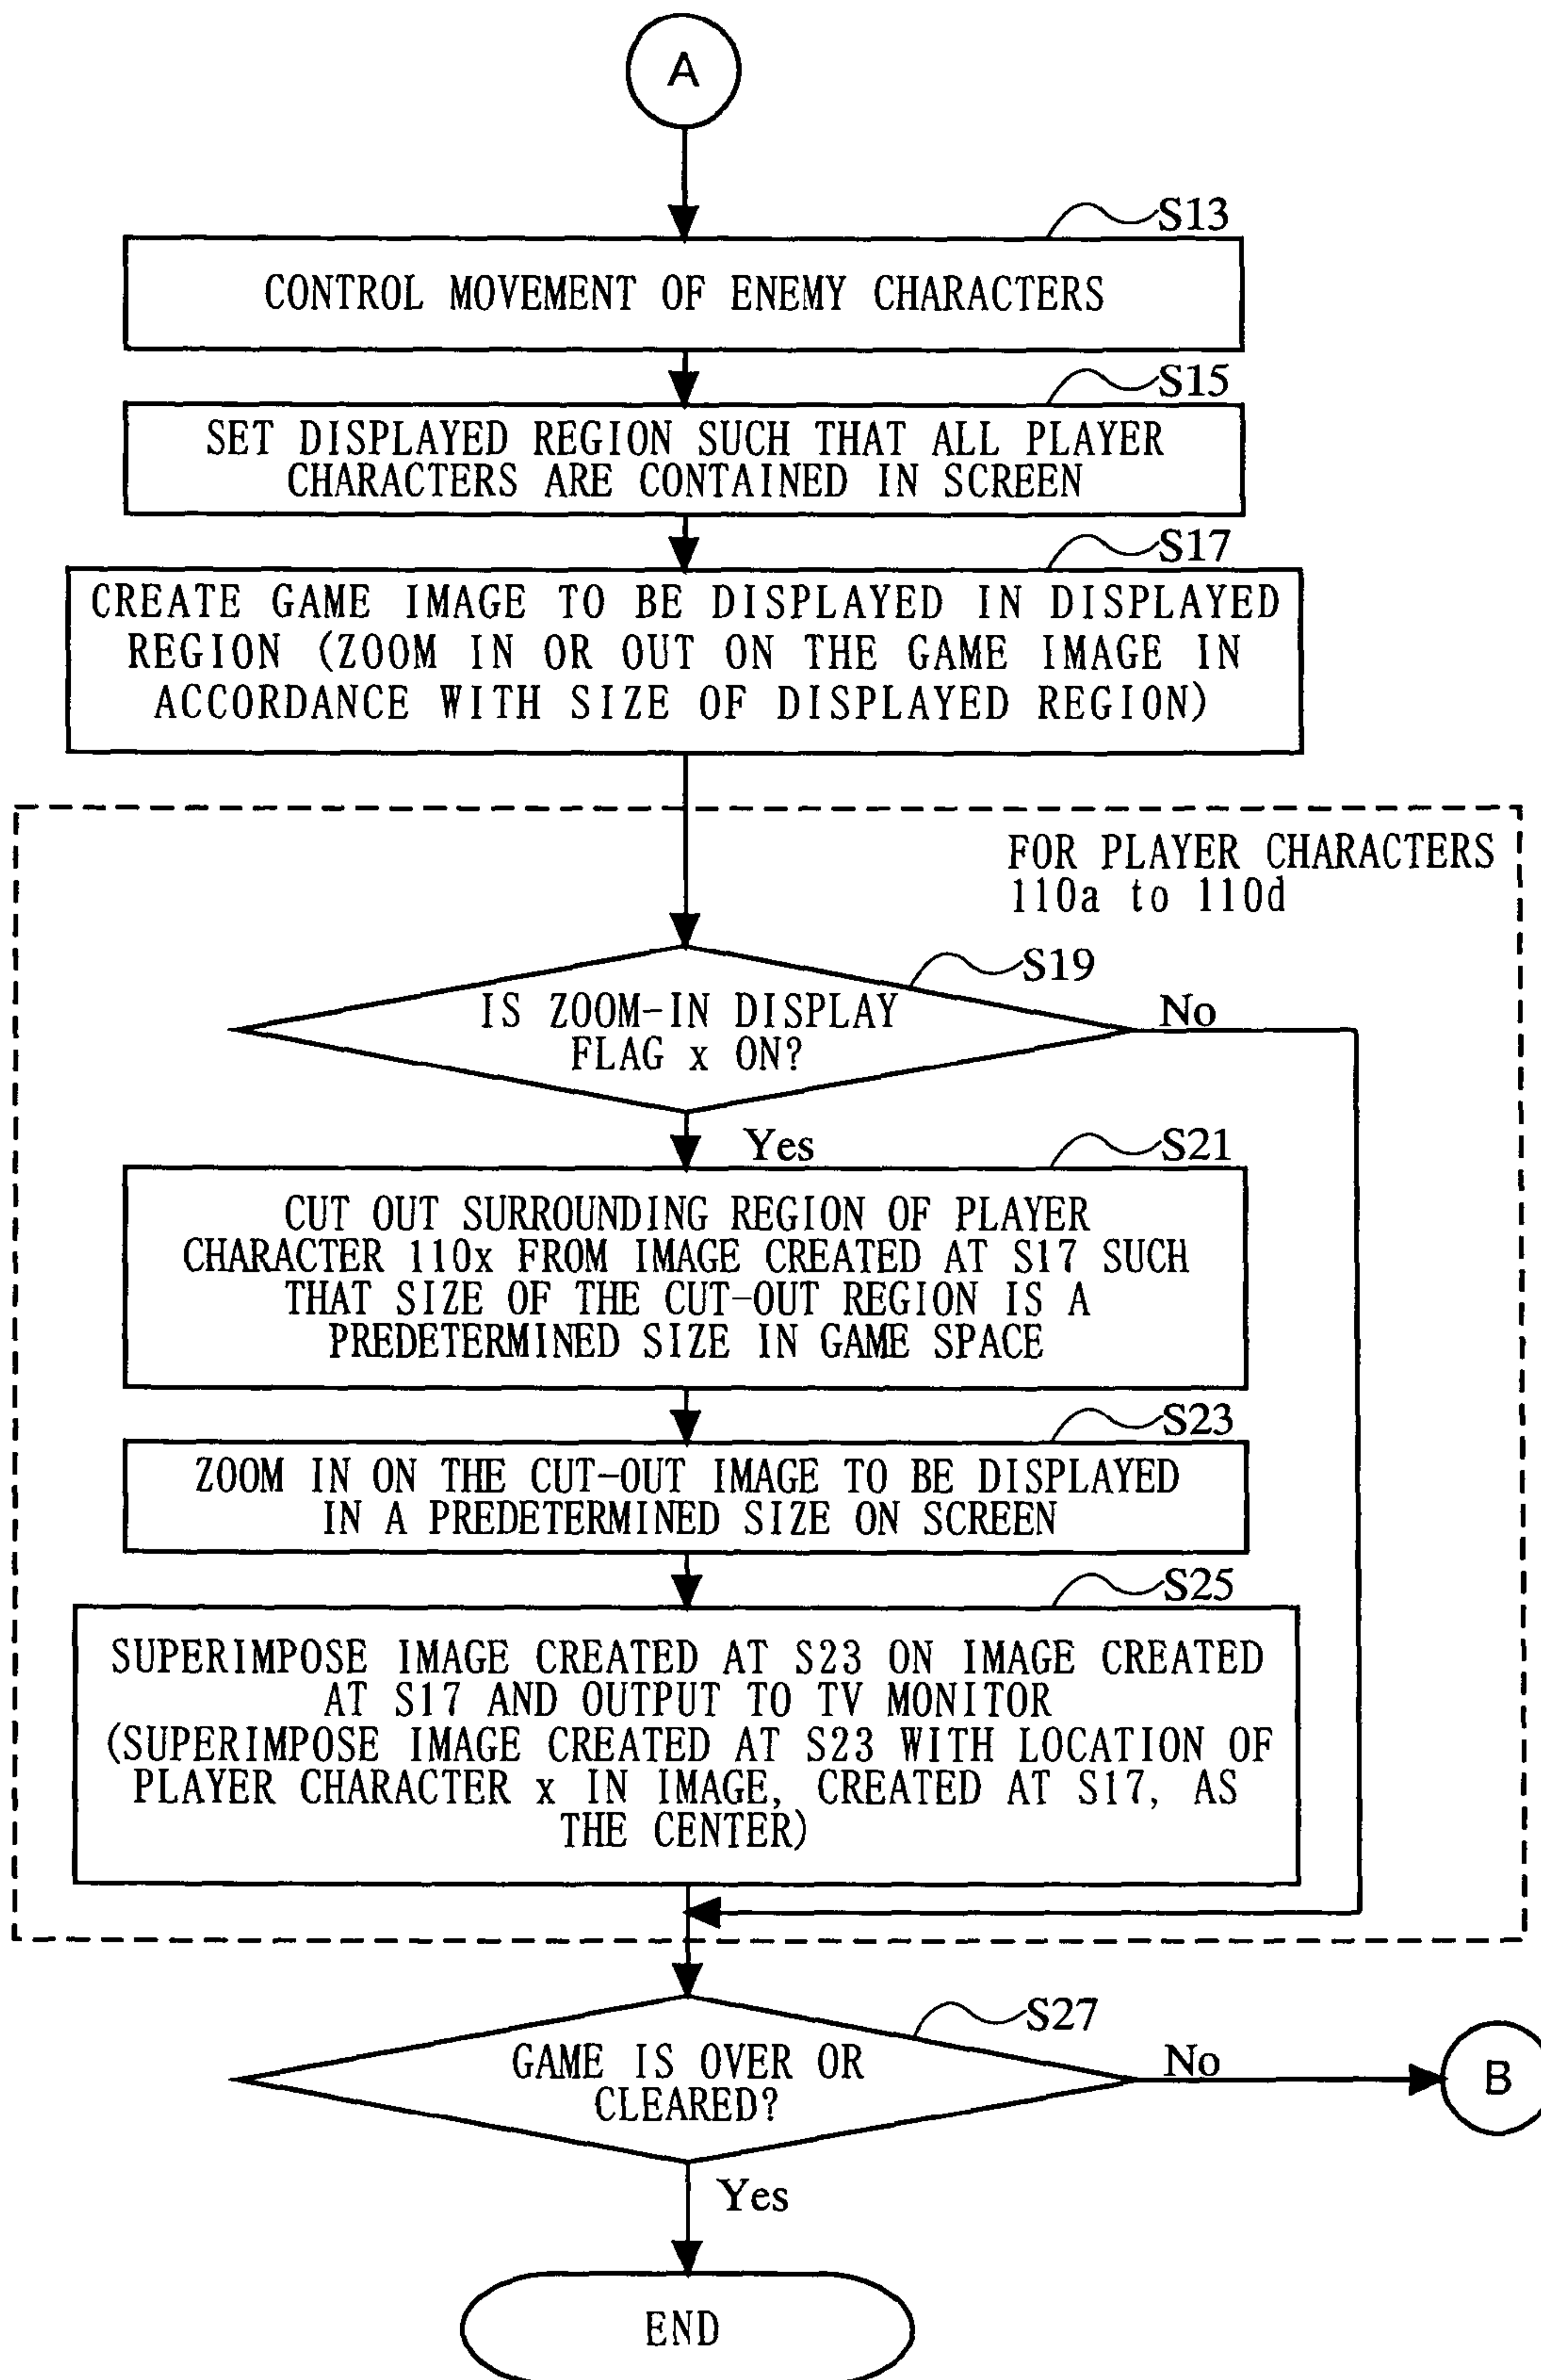 A
S13
CONTROL MOVEMENT OF ENEMY CHARACTERS
S15
SET DISPLAYED REGION SUCH THAT ALL PLAYER
CHARACTERS ARE CONTAINED IN SCREEN
S17
CREATE GAME IMAGE TO BE DISPLAYED IN DISPLAYED
REGION (ZOOM IN OR OUT ON THE GAME IMAGE IN
ACCORDANCE WITH SIZE OF DISPLAYED REGION)
FOR PLAYER CHARACTERS
110a to 110d
S19
IS ZOOM-IN DISPLAY
FLAG x ON?
No
Yes
S21
CUT OUT SURROUNDING REGION OF PLAYER
CHARACTER 110x FROM IMAGE CREATED AT S17 SUCH
THAT SIZE OF THE CUT-OUT REGION IS A
PREDETERMINED SIZE IN GAME SPACE
S23
ZOOM IN ON THE CUT-OUT IMAGE TO BE DISPLAYED
IN A PREDETERMINED SIZE ON SCREEN
S25
SUPERIMPOSE IMAGE CREATED AT S23 ON IMAGE CREATED
AT S17 AND OUTPUT TO TV MONITOR
(SUPERIMPOSE IMAGE CREATED AT S23 WITH LOCATION OF
PLAYER CHARACTER x IN IMAGE, CREATED AT S17, AS
THE CENTER)
S27
GAME IS OVER OR
CLEARED?
No
B
Yes
END